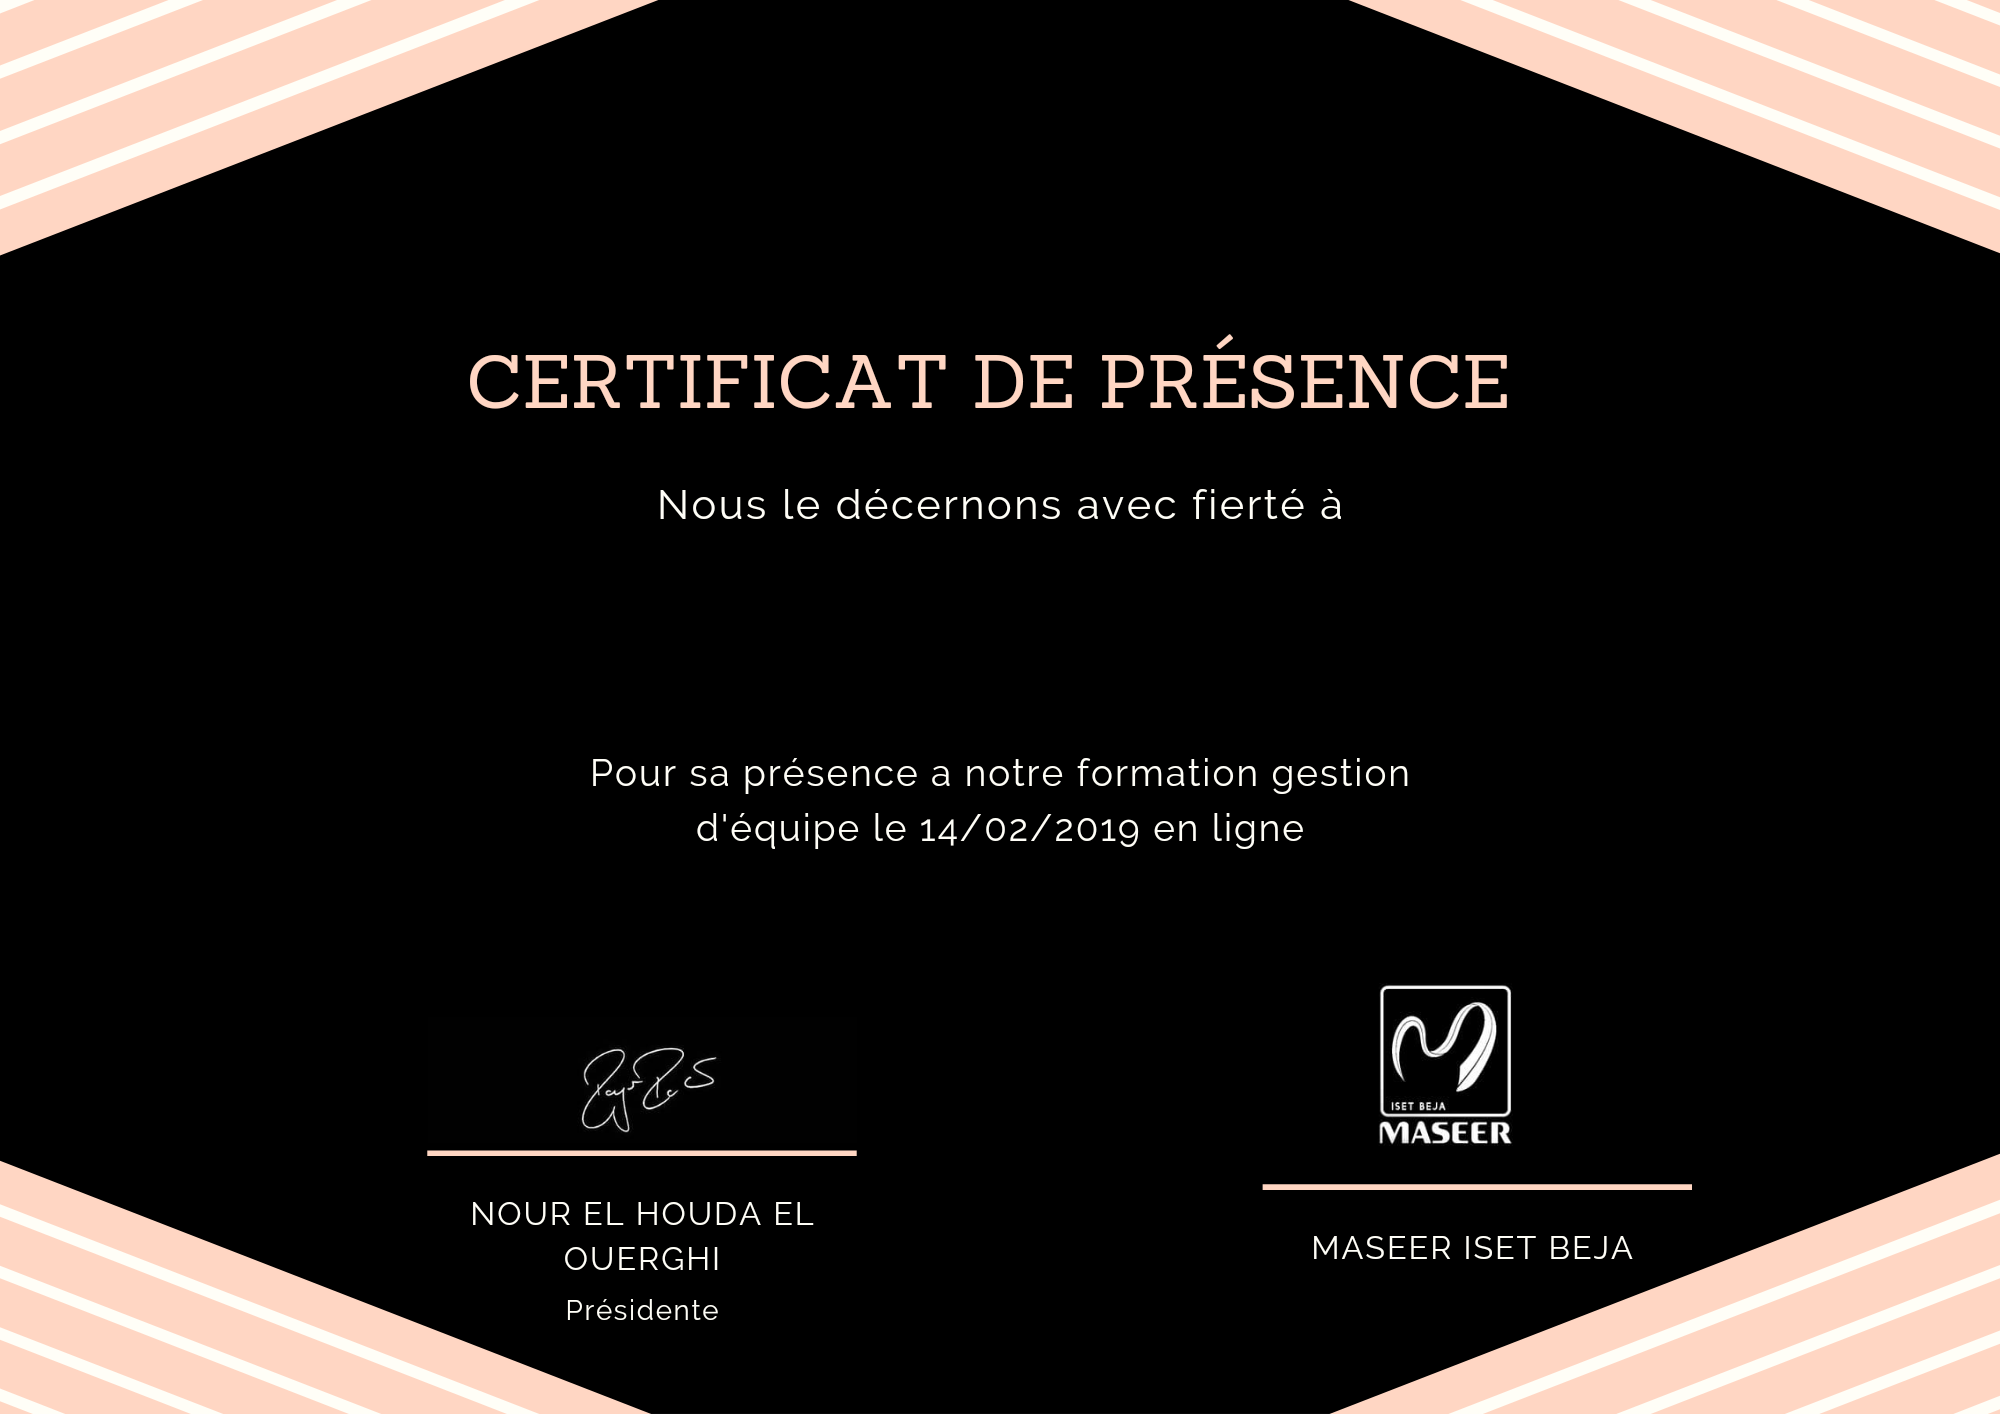 CERTIFICAT DE PRÉSENCE
Nous le décernons avec fierté à
Pour sa présence a notre formation gestion
d'équipe le 14/02/2019 en ligne
ISET BEJA
MASEER
NOUR EL HOUDA EL
OUERGHI
Présidente
MASEER ISET BEJA